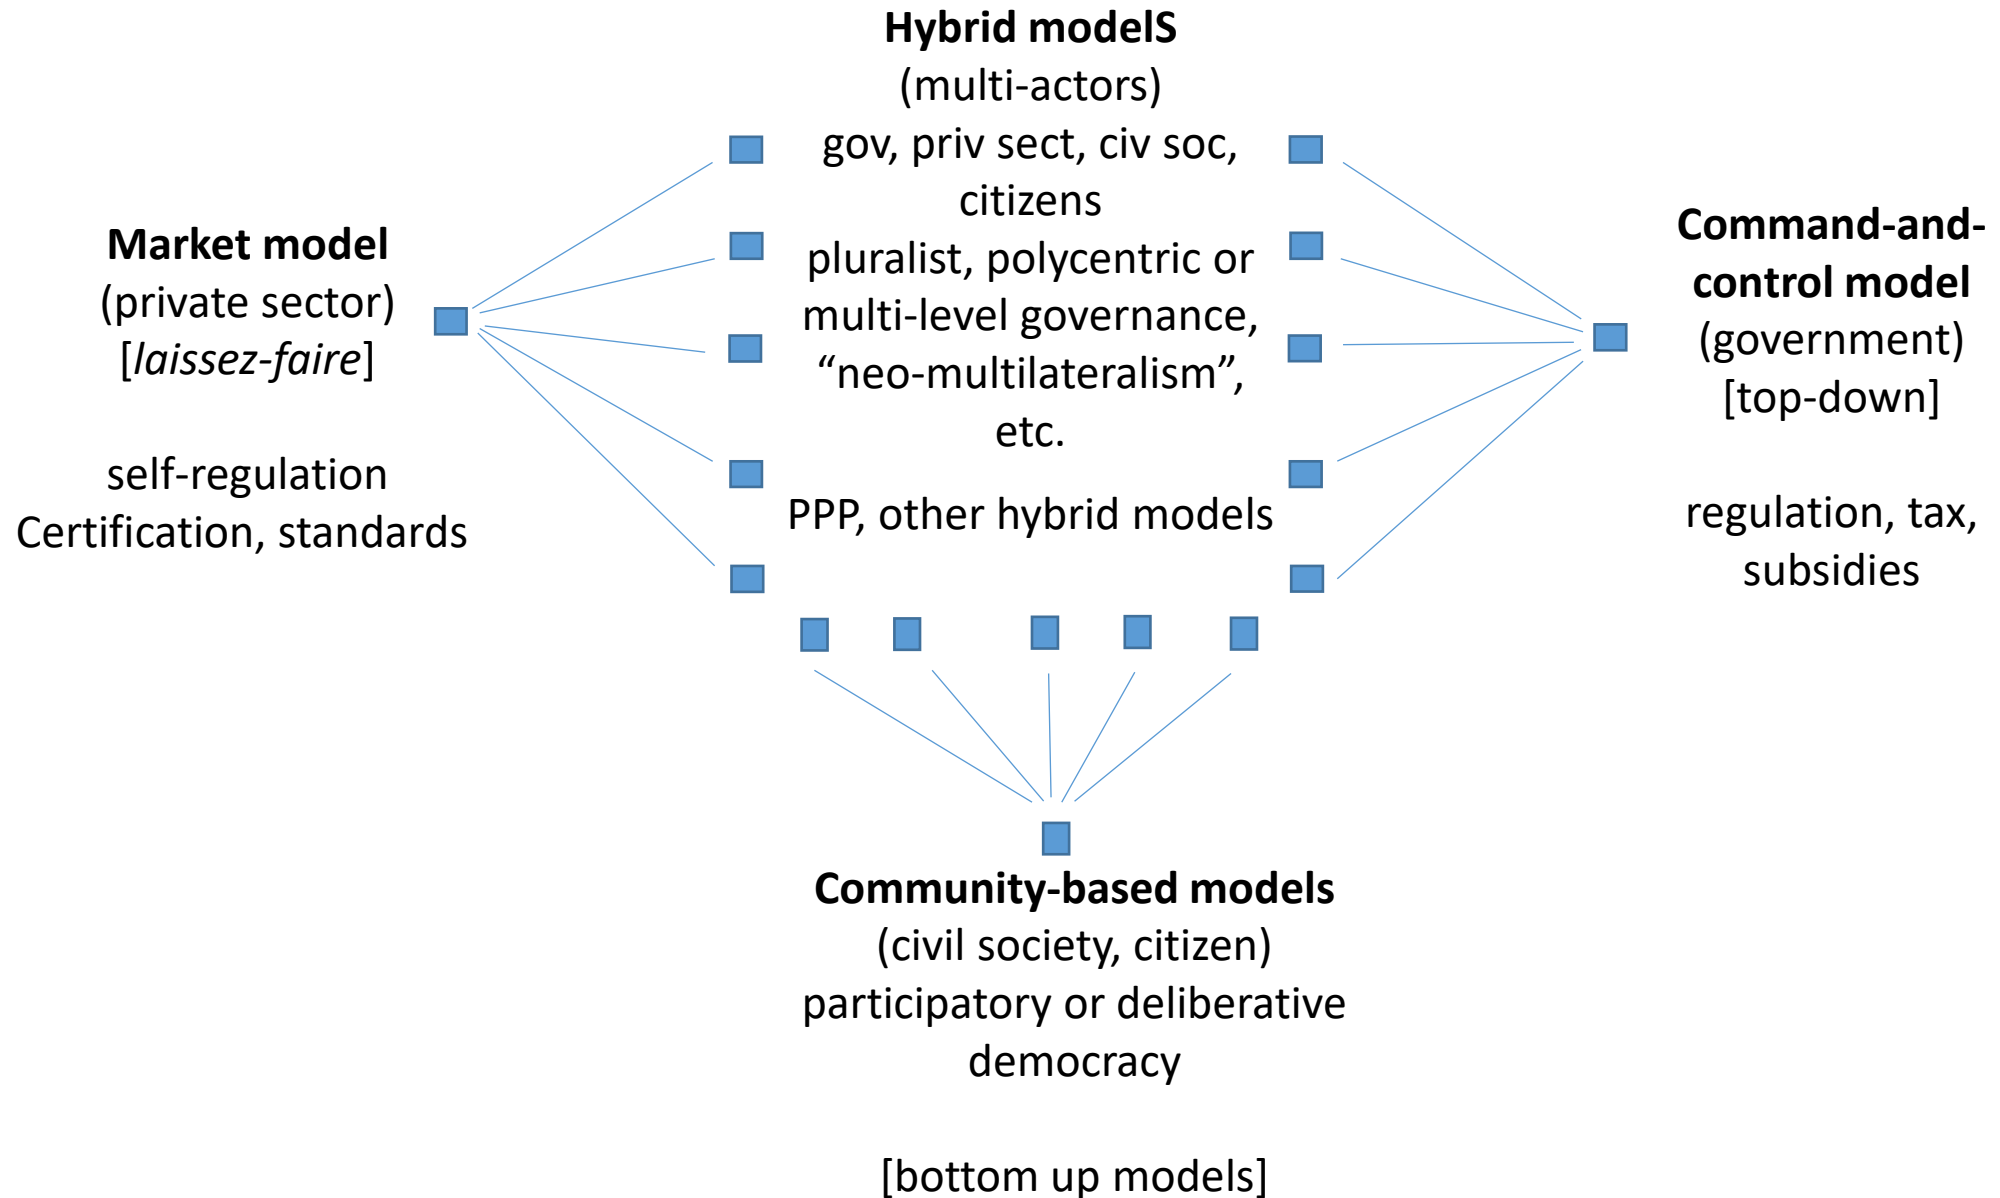 Hybrid modelS
(multi-actors)
gov, priv sect, civ soc,
citizens
pluralist, polycentric or
multi-level governance,
“neo-multilateralism”,
etc.
PPP, other hybrid models
Market model
(private sector)
[laissez-faire]
self-regulation
Certification, standards
Command-and-
control model
(government)
[top-down]
regulation, tax,
subsidies
Community-based models
(civil society, citizen)
participatory or deliberative
democracy
[bottom up models]